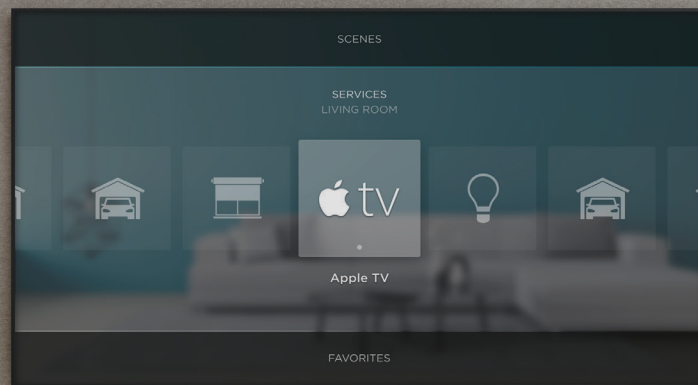 SCENES
SERVICES
LIVING ROOM
tv
Apple TV
FAVORITES